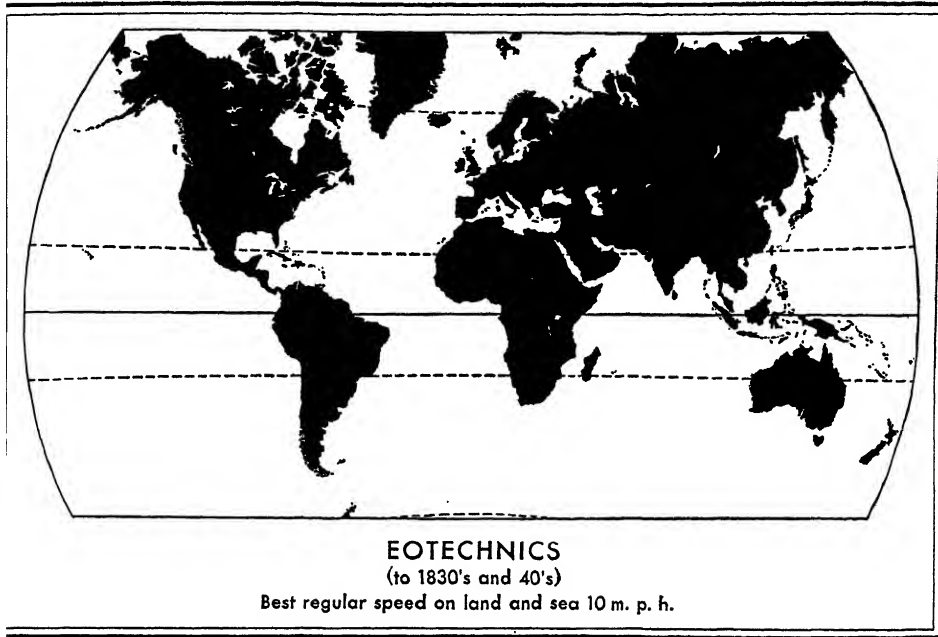 EOTECHNICS
(to 1830's and 40's)
Best regular speed on land and sea 10 m. p. h.